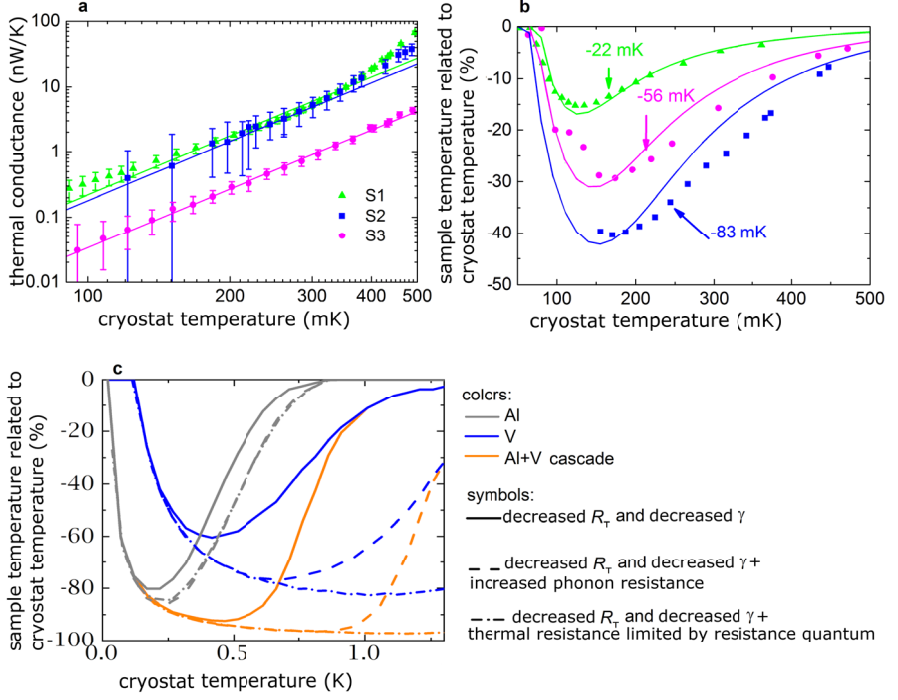 a
thermal conductance (nW/K)
100
10
1
0.1
0.01
S1
S2
S3
100
200
300
400
500
cryostat temperature (mK)
b
sample temperature related to
cryostat temperature (%)
0
-10
-20
-30
-40
-50
-22 mK
-56 mK
-83 mK
100
200
300
400
500
cryostat temperature (mK)
c
sample temperature related to
cryostat temperature (%)
0
-20
-40
-60
-80
-100
0.0
0.5
1.0
cryostat temperature (K)
colors:
Al
V
Al+V cascade
symbols:
decreased R_T and decreased γ
decreased R_T and decreased γ +
increased phonon resistance
decreased R_T and decreased γ +
thermal resistance limited by resistance quantum